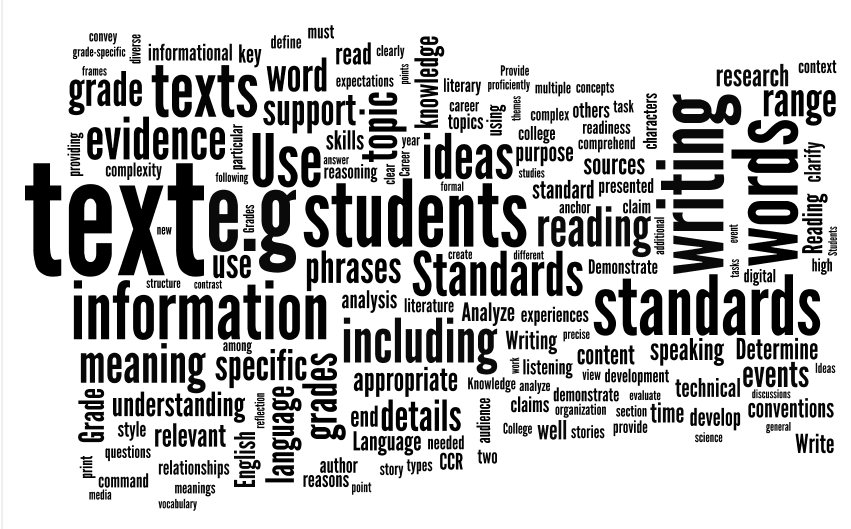 convey
grade-specific
diverse
informational
key
define
must
read
clearly
frames
grade
texts
word
expectations
points
knowledge
literary
Provide
proficiently
multiple
concepts
research
context
providing
evidence
particular
support
topic
skills
answer
reasoning
clear
year
Career
career
topics
using
themes
complex
others
task
college
readiness
comprehend
characters
range
complexity
following
Use
ideas
purpose
studies
sources
writing
words
clarify
text
new
e.g
Grades
students
formal
standard
presented
anchor
claim
reading
additional
event
tasks
Reading
Students
high
digital
use
structure
contrast
phrases
create
different
Standards
Demonstrate
information
analysis
literature
Analyze
experiences
standards
including
Writing
precise
among
meaning
specific
grades
work
listening
content
speaking
Determine
Ideas
appropriate
Knowledge
analyze
view
development
demonstrate
evaluate
technical
events
discussions
Grade
understanding
reflection
language
end
details
audience
claims
organization
section
time
develop
conventions
general
style
relevant
English
Language
needed
College
well
stories
provide
science
Write
questions
print
relationships
author
reasons
story
types
CCR
two
point
command
media
meanings
vocabulary